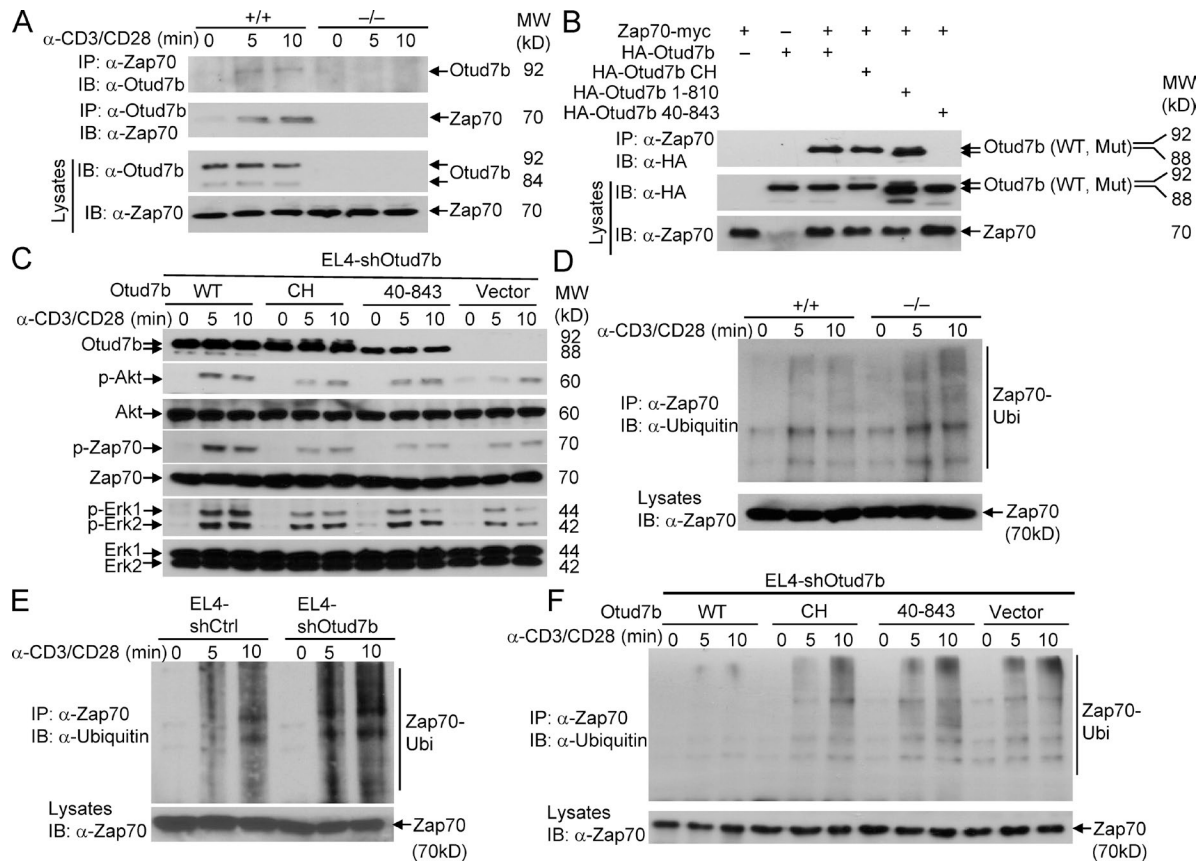 A
+/+
–/–
MW
(kD)
α-CD3/CD28 (min)
0 5 10 0 5 10
IP: α-Zap70
IB: α-Otud7b
Otud7b 92
IP: α-Otud7b
IB: α-Zap70
Zap70 70
Lysates
IB: α-Otud7b
Otud7b
92
84
IB: α-Zap70
Zap70 70
B
Zap70-myc + – + + + +
HA-Otud7b – + +
HA-Otud7b CH +
HA-Otud7b 1-810 +
HA-Otud7b 40-843 +
MW
(kD)
IP: α-Zap70
IB: α-HA
Otud7b (WT, Mut)
92
88
Lysates
IB: α-HA
Otud7b (WT, Mut)
92
88
IB: α-Zap70
Zap70 70
C
EL4-shOtud7b
Otud7b WT CH 40-843 Vector
MW
(kD)
α-CD3/CD28 (min) 0 5 10 0 5 10 0 5 10 0 5 10
Otud7b
92
88
p-Akt 60
Akt 60
p-Zap70 70
Zap70 70
p-Erk1 44
p-Erk2 42
Erk1 44
Erk2 42
D
+/+ –/–
α-CD3/CD28 (min) 0 5 10 0 5 10
IP: α-Zap70
IB: α-Ubiquitin
Zap70-
Ubi
Lysates
IB: α-Zap70
Zap70
(70kD)
E
EL4-
shCtrl
EL4-
shOtud7b
α-CD3/CD28 (min) 0 5 10 0 5 10
IP: α-Zap70
IB: α-Ubiquitin
Zap70-
Ubi
Lysates
IB: α-Zap70
Zap70
(70kD)
F
EL4-shOtud7b
Otud7b WT CH 40-843 Vector
α-CD3/CD28 (min) 0 5 10 0 5 10 0 5 10 0 5 10
IP: α-Zap70
IB: α-Ubiquitin
Zap70-
Ubi
Lysates
IB: α-Zap70
Zap70
(70kD)